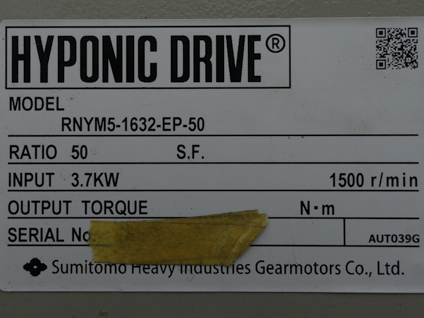 HYPONIC DRIVE®
MODEL
RNYM5-1632-EP-50
RATIO 50 S.F.
INPUT 3.7KW 1500 r/min
OUTPUT TORQUE N·m
SERIAL No.
AUT039G
Sumitomo Heavy Industries Gearmotors Co., Ltd.